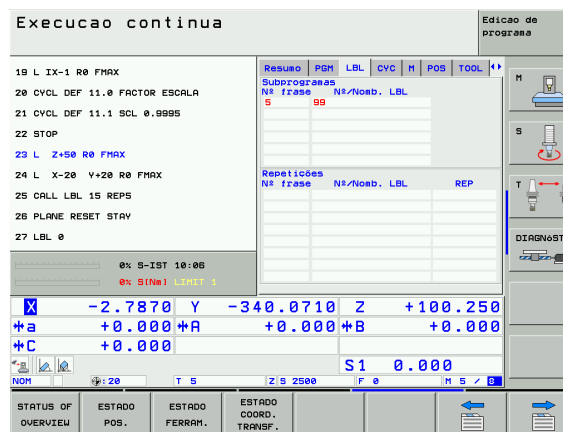 Execucao continua
Edicao de
programa
19 L IX-1 R0 FMAX
20 CYCL DEF 11.0 FACTOR ESCALA
21 CYCL DEF 11.1 SCL 0.9995
22 STOP
23 L Z+50 R0 FMAX
24 L X-20 Y+20 R0 FMAX
25 CALL LBL 15 REP5
26 PLANE RESET STAY
27 LBL 0
Resumo PGM LBL CYC M POS TOOL
Subprogramas
Nº frase Nº/Nomb. LBL
5 99
Repetições
Nº frase Nº/Nomb. LBL REP
0% S-IST 10:06
0% S[Nm] LIMIT 1
X -2.7870 Y -340.0710 Z +100.250
a +0.000 A +0.000 B +0.000
C +0.000
S1 0.000
NOM : 20 T 5 Z S 2500 F 0 M 5 / 8
M
S
T
DIAGNóST
STATUS OF
OVERVIEW
ESTADO
POS.
ESTADO
FERRAM.
ESTADO
COORD.
TRANSF.